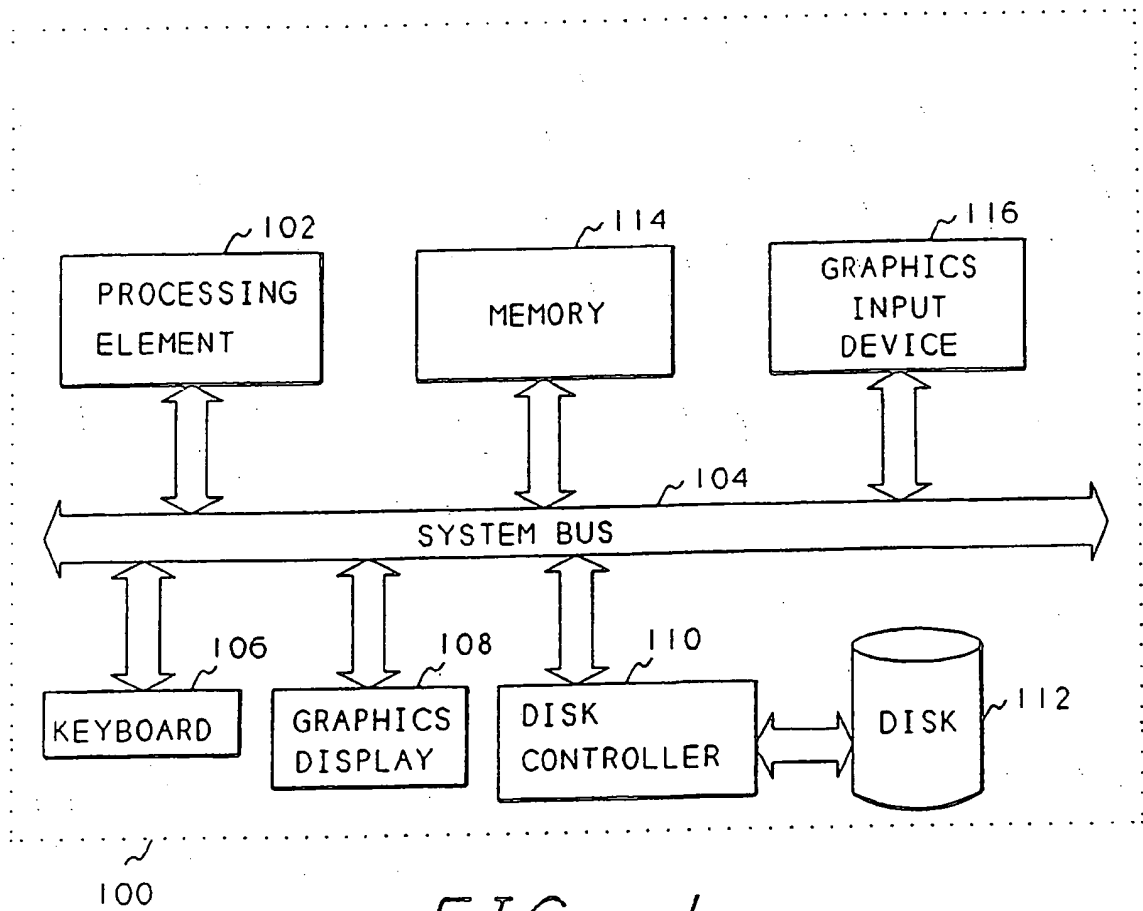 102
114
116
PROCESSING
ELEMENT
MEMORY
GRAPHICS
INPUT
DEVICE
104
SYSTEM BUS
106
108
110
112
KEYBOARD
GRAPHICS
DISPLAY
DISK
CONTROLLER
DISK
100